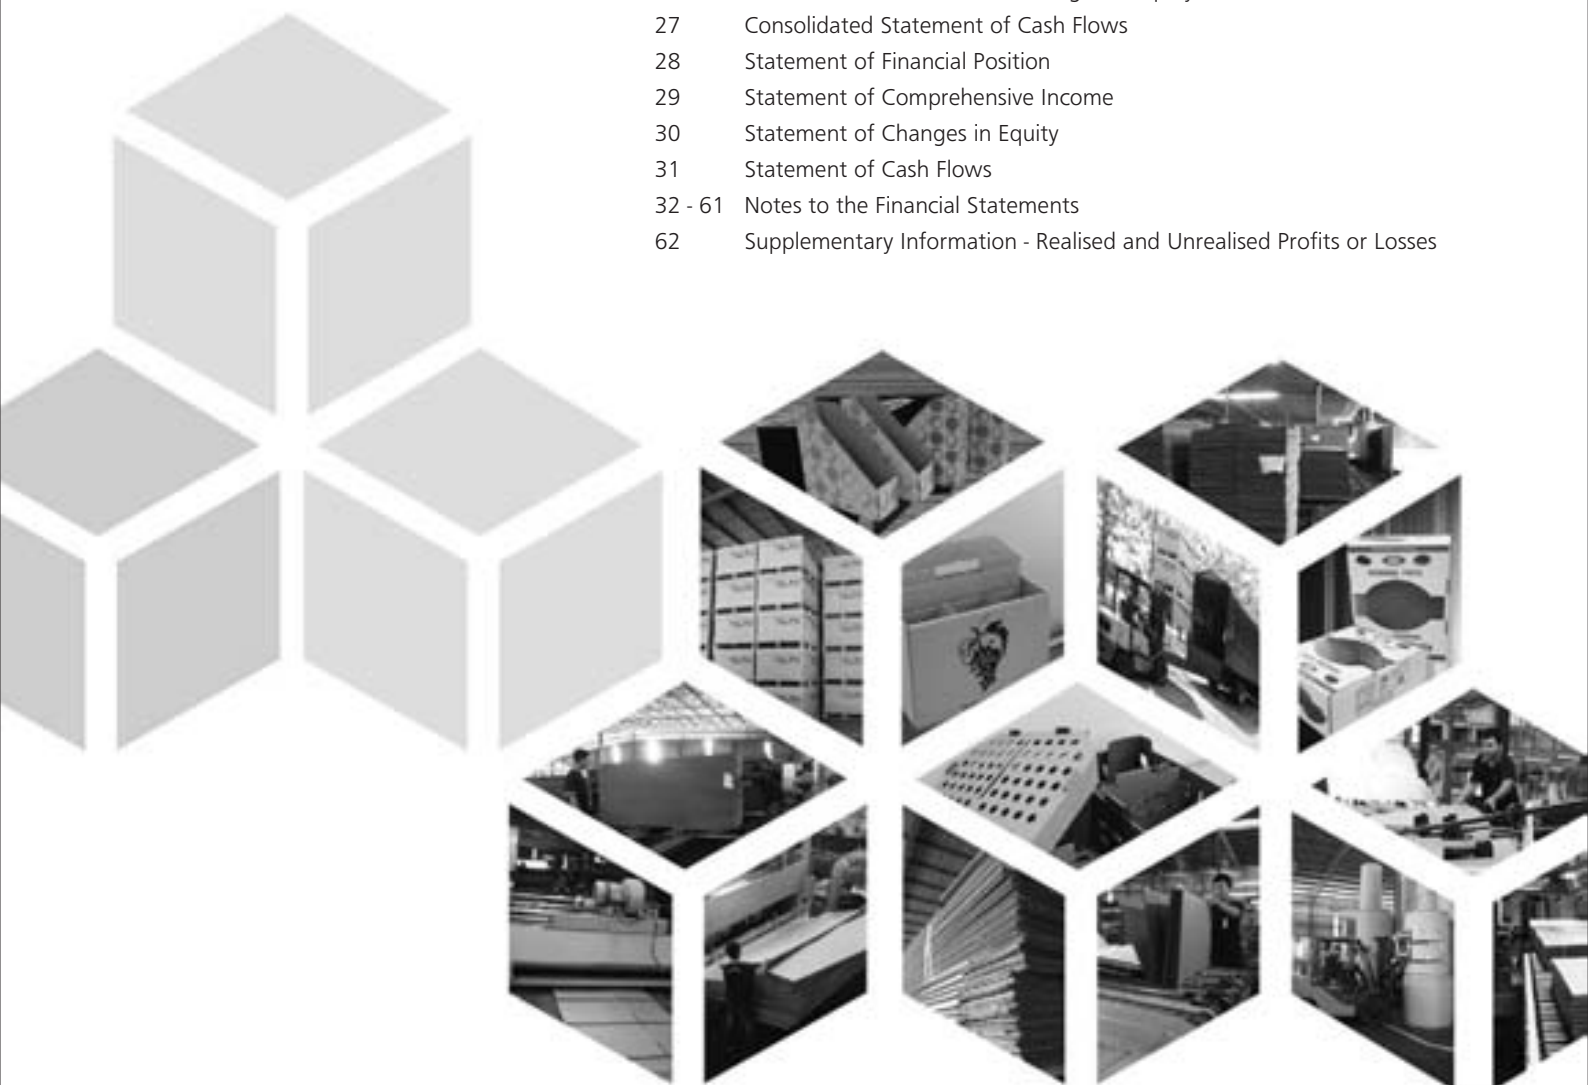 27 Consolidated Statement of Cash Flows
28 Statement of Financial Position
29 Statement of Comprehensive Income
30 Statement of Changes in Equity
31 Statement of Cash Flows
32 - 61 Notes to the Financial Statements
62 Supplementary Information - Realised and Unrealised Profits or Losses